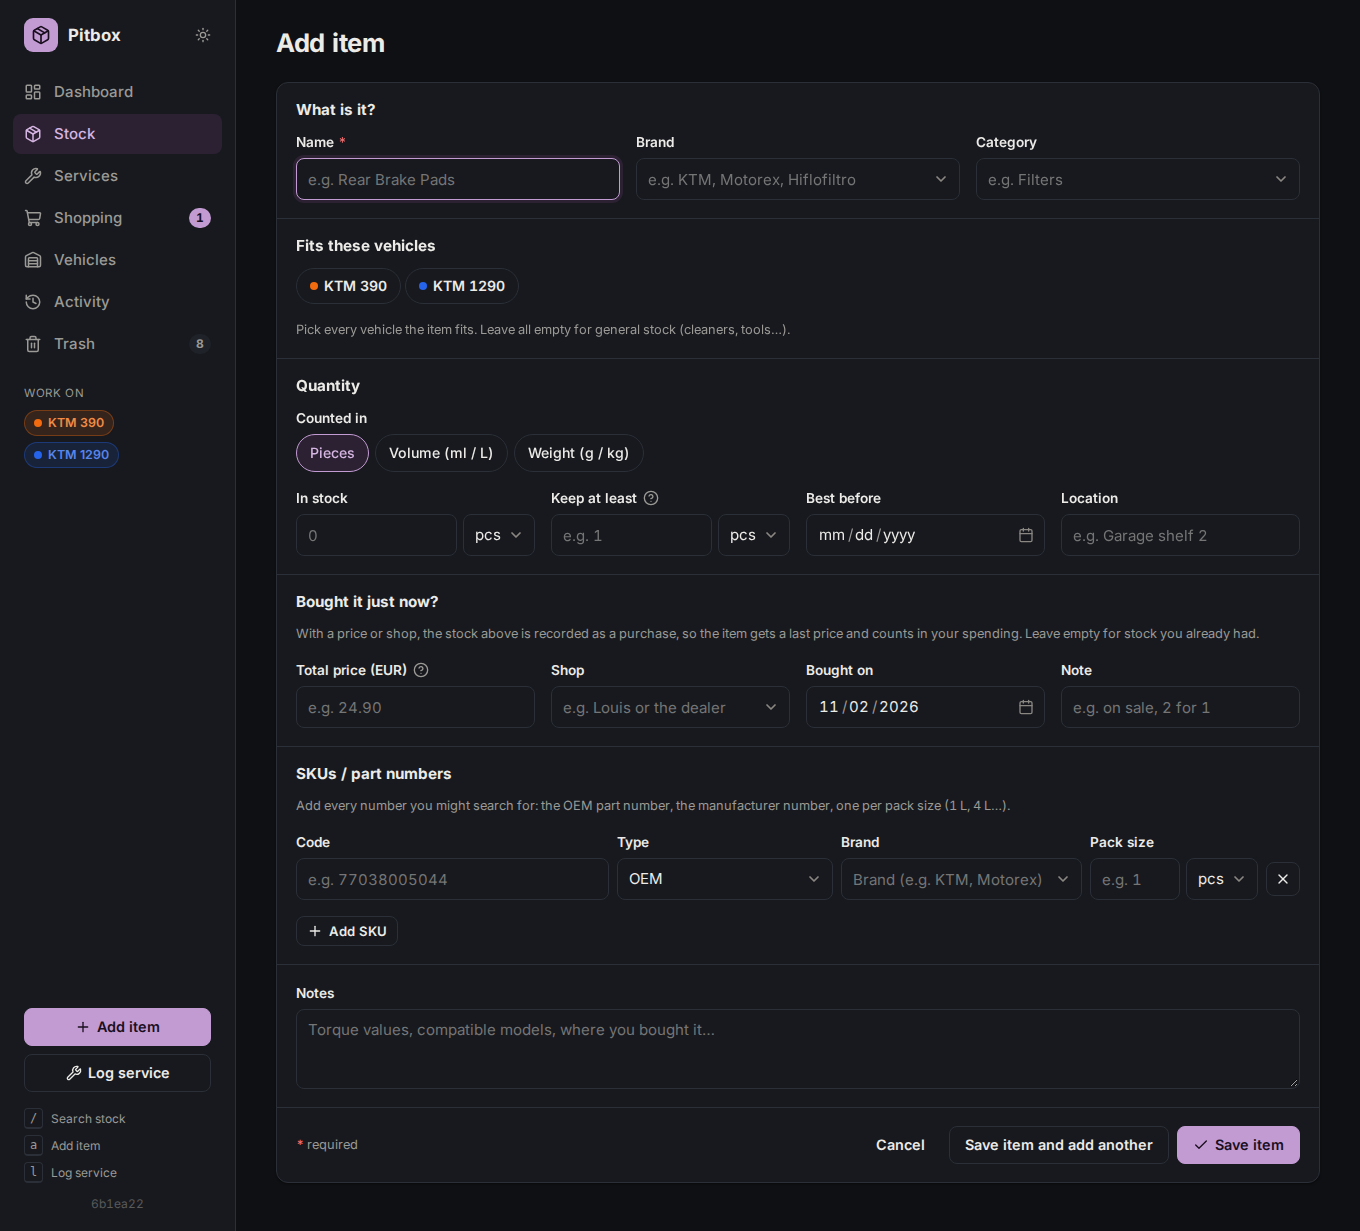 Pitbox
Dashboard
Stock
Services
Shopping 1
Vehicles
Activity
Trash 8
WORK ON
KTM 390
KTM 1290
+ Add item
Log service
/ Search stock
a Add item
l Log service
6b1ea22
Add item
What is it?
Name * Brand Category
e.g. Rear Brake Pads e.g. KTM, Motorex, Hiflofiltro e.g. Filters
Fits these vehicles
KTM 390 KTM 1290
Pick every vehicle the item fits. Leave all empty for general stock (cleaners, tools...).
Quantity
Counted in
Pieces Volume (ml / L) Weight (g / kg)
In stock Keep at least ? Best before Location
0 pcs e.g. 1 pcs mm/dd/yyyy e.g. Garage shelf 2
Bought it just now?
With a price or shop, the stock above is recorded as a purchase, so the item gets a last price and counts in your spending. Leave empty for stock you already had.
Total price (EUR) ? Shop Bought on Note
e.g. 24.90 e.g. Louis or the dealer 11/02/2026 e.g. on sale, 2 for 1
SKUs / part numbers
Add every number you might search for: the OEM part number, the manufacturer number, one per pack size (1 L, 4 L...).
Code Type Brand Pack size
e.g. 77038005044 OEM Brand (e.g. KTM, Motorex) e.g. 1 pcs
+ Add SKU
Notes
Torque values, compatible models, where you bought it...
* required Cancel Save item and add another Save item